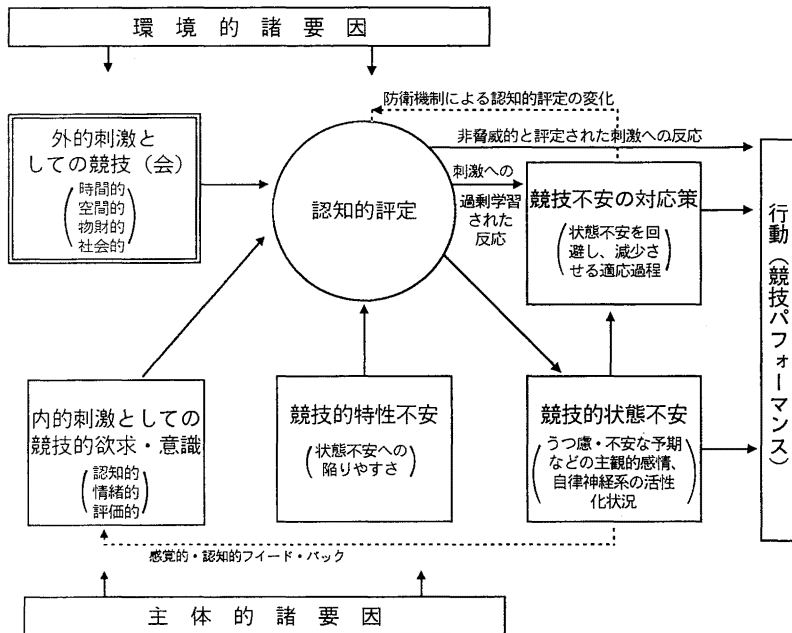 環境的諸要因
防衛機制による認知的評定の変化
外的刺激と
しての競技（会）
時間的
空間的
物財的
社会的
認知的評定
非脅威的と評定された刺激への反応
刺激への
過剰学習
された
反応
競技不安の対応策
状態不安を回
避し、減少さ
せる適応過程
行動（競技パフォーマンス）
内的刺激としての
競技的欲求・意識
認知的
情緒的
評価的
競技的特性不安
状態不安への
陥りやすさ
競技的状態不安
うつ慮・不安な予期
などの主観的感情、
自律神経系の活性
化状況
感覚的・認知的フイード・バック
主体的諸要因